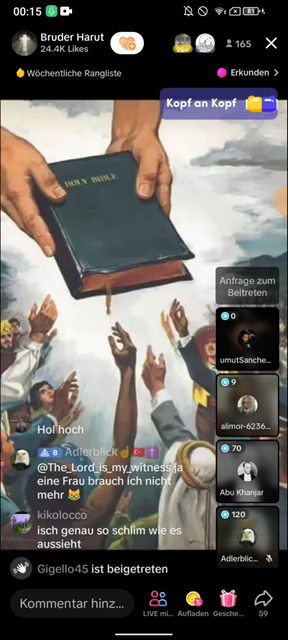 00:15
81
Bruder Harut
24.4K Likes
165
Wöchentliche Rangliste
Erkunden
Kopf an Kopf
HOLY BIBLE
Anfrage zum
Beitreten
0
umutSanche...
9
alimor-6236...
70
Abu Khanjar
120
Adlerblic...
Hol hoch
8 Adlerblick
@The_Lord_is_my_witness ja
eine Frau brauch ich nicht
mehr
kikolocco
isch genau so schlim wie es
aussieht
Gigello45 ist beigetreten
Kommentar hinz...
LIVE mi...
Aufladen
Gesche...
59